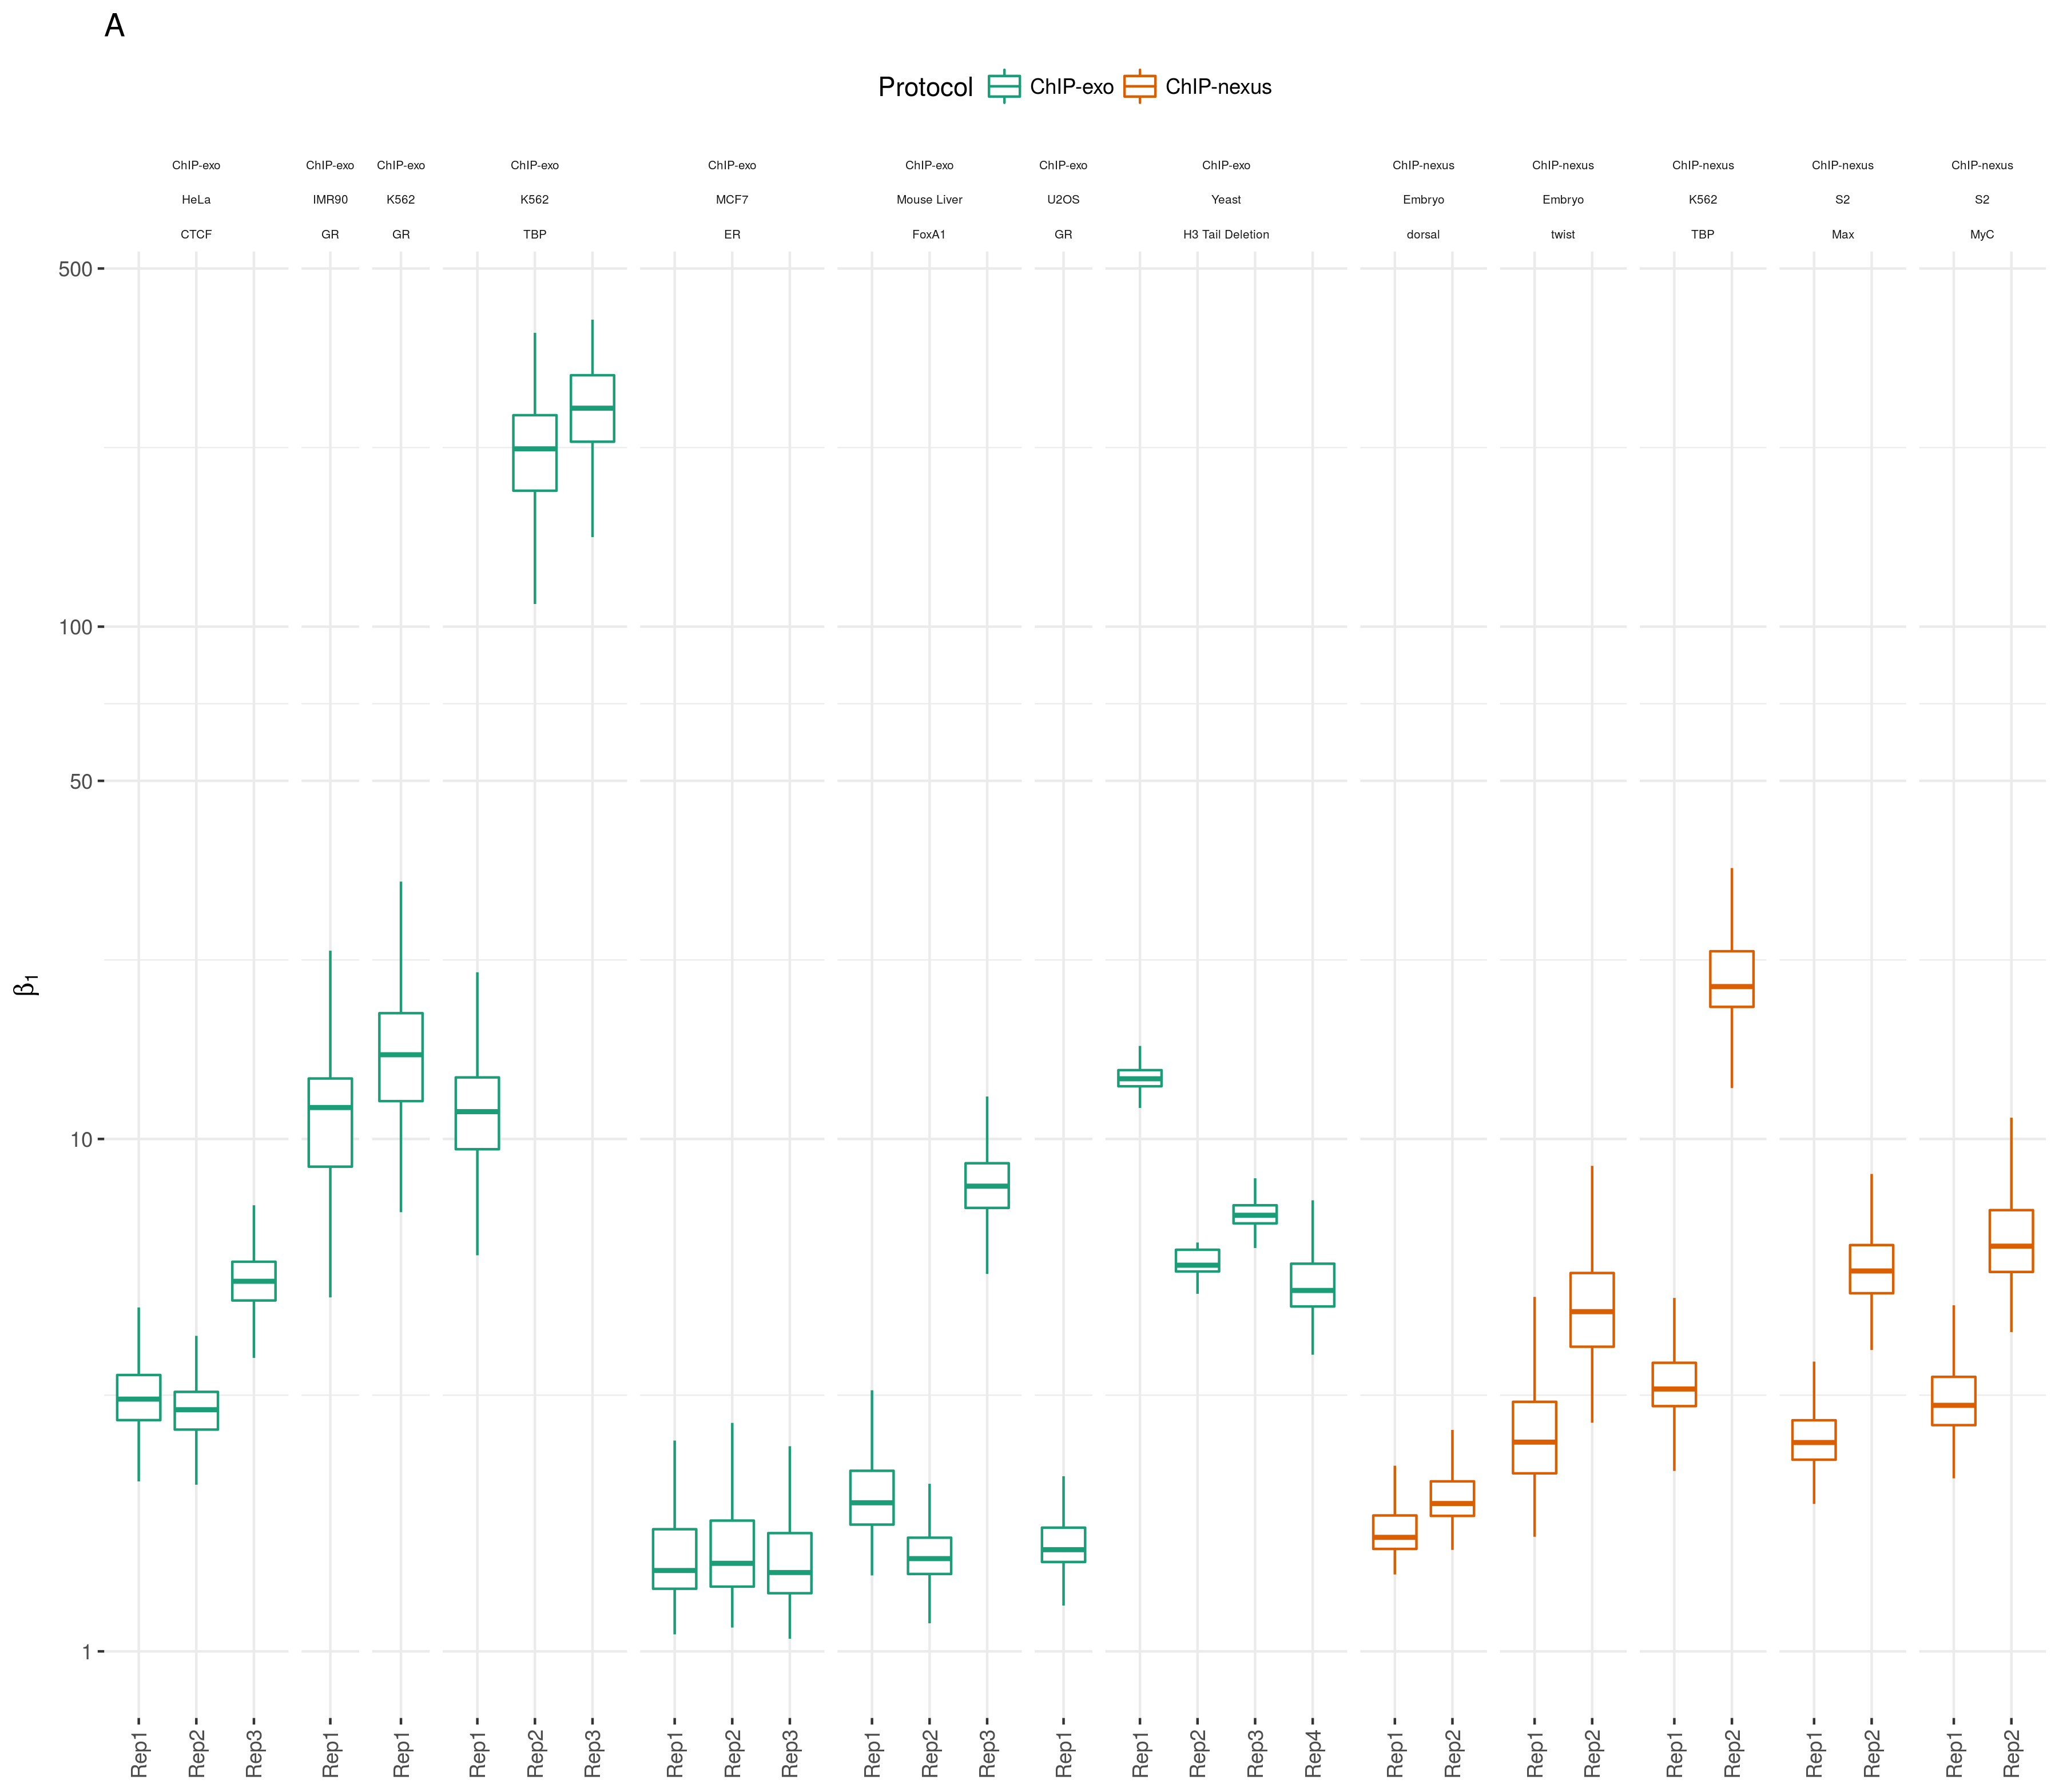 A
Protocol ChIP-exo ChIP-nexus
ChIP-exo ChIP-exo ChIP-exo ChIP-exo ChIP-exo ChIP-exo ChIP-exo ChIP-exo ChIP-nexus ChIP-nexus ChIP-nexus ChIP-nexus ChIP-nexus
HeLa IMR90 K562 K562 MCF7 Mouse Liver U2OS Yeast Embryo Embryo K562 S2 S2
CTCF GR GR TBP ER FoxA1 GR H3 Tail Deletion dorsal twist TBP Max MyC
500
100
50
β1
10
1
Rep1 Rep2 Rep3 Rep1 Rep1 Rep1 Rep2 Rep3 Rep1 Rep2 Rep3 Rep1 Rep2 Rep3 Rep1 Rep1 Rep2 Rep3 Rep4 Rep1 Rep2 Rep1 Rep2 Rep1 Rep2 Rep1 Rep2 Rep1 Rep2